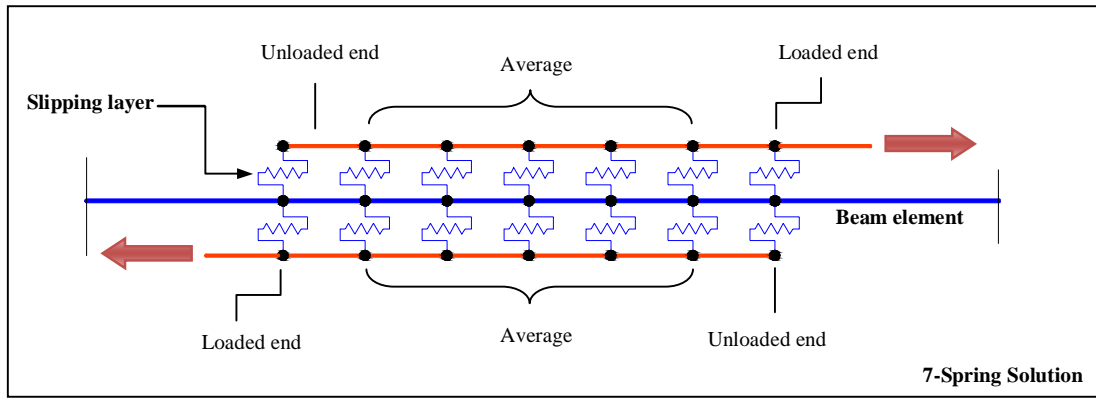 Unloaded end
Average
Loaded end
Slipping layer
Beam element
Loaded end
Average
Unloaded end
7-Spring Solution